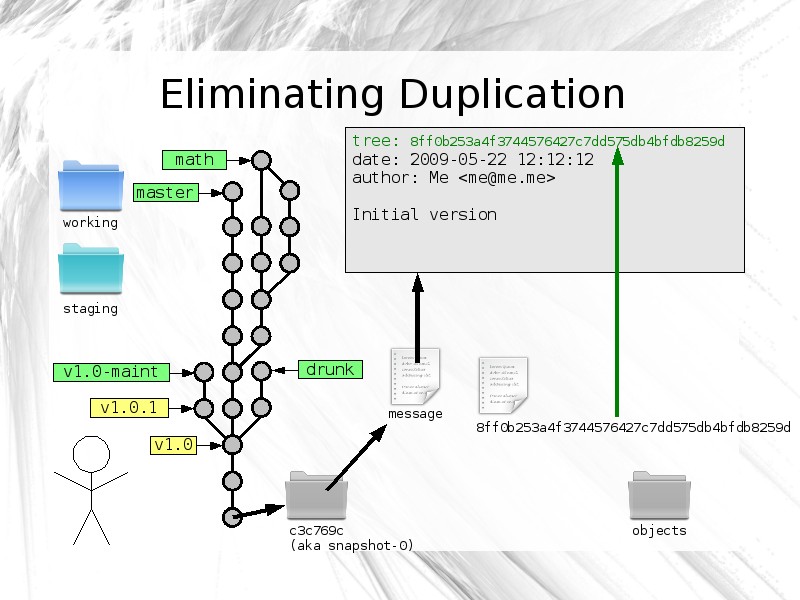 Eliminating Duplication
tree: 8ff0b253a4f3744576427c7dd575db4bfdb8259d
date: 2009-05-22 12:12:12
author: Me <me@me.me>
Initial version
math
master
working
staging
v1.0-maint
drunk
v1.0.1
v1.0
message
8ff0b253a4f3744576427c7dd575db4bfdb8259d
c3c769c
(aka snapshot-0)
objects